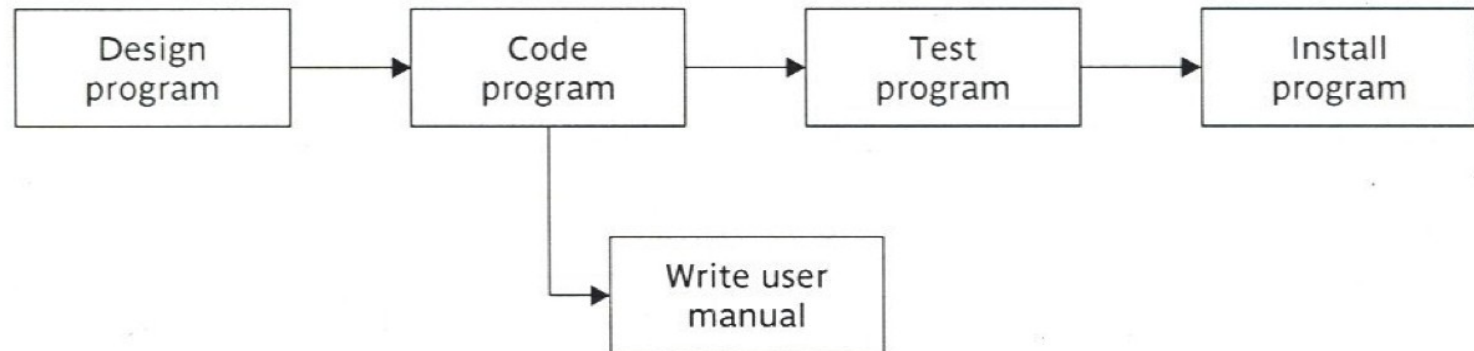 Design
program
Code
program
Test
program
Install
program
Write user
manual